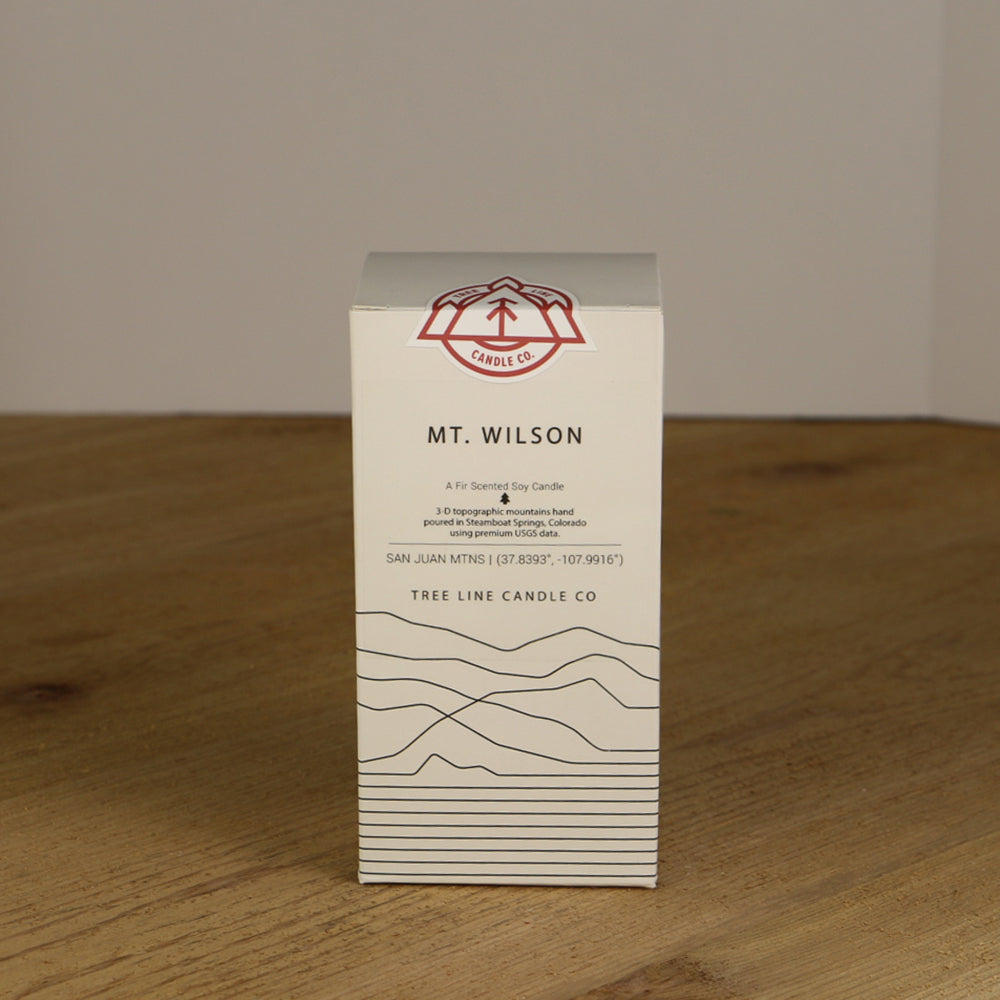 TREE LINE
CANDLE CO.
MT. WILSON
A Fir Scented Soy Candle
3-D topographic mountains hand
poured in Steamboat Springs, Colorado
using premium USGS data.
SAN JUAN MTNS | (37.8393°, -107.9916°)
TREE LINE CANDLE CO